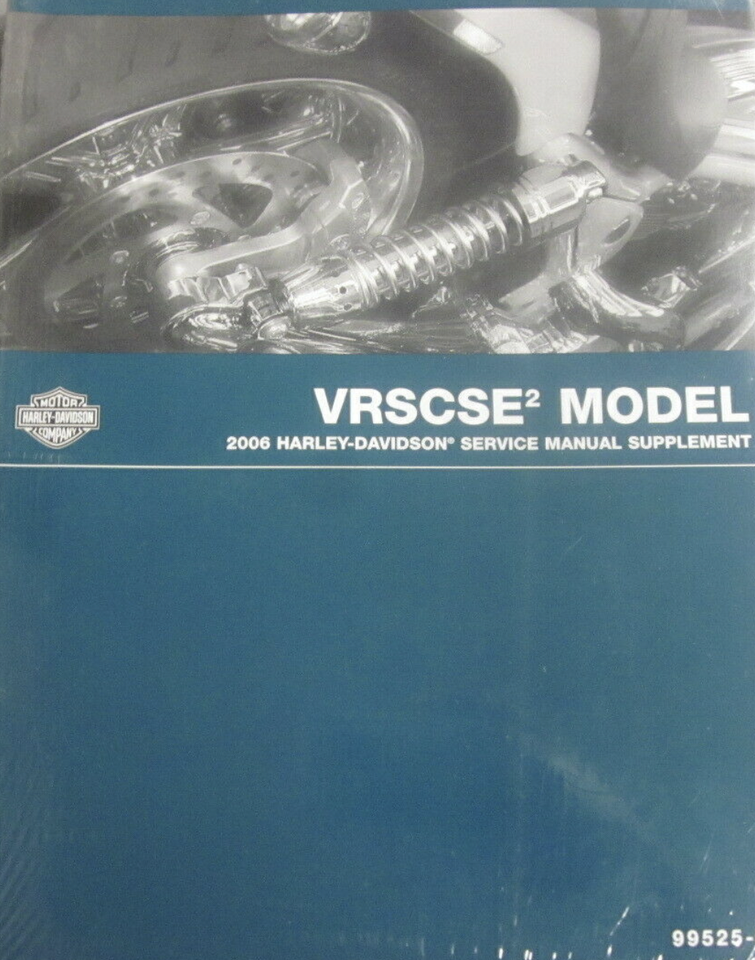 VRSCSE² MODEL
MOTOR
HARLEY-DAVIDSON
COMPANY
2006 HARLEY-DAVIDSON® SERVICE MANUAL SUPPLEMENT
99525-